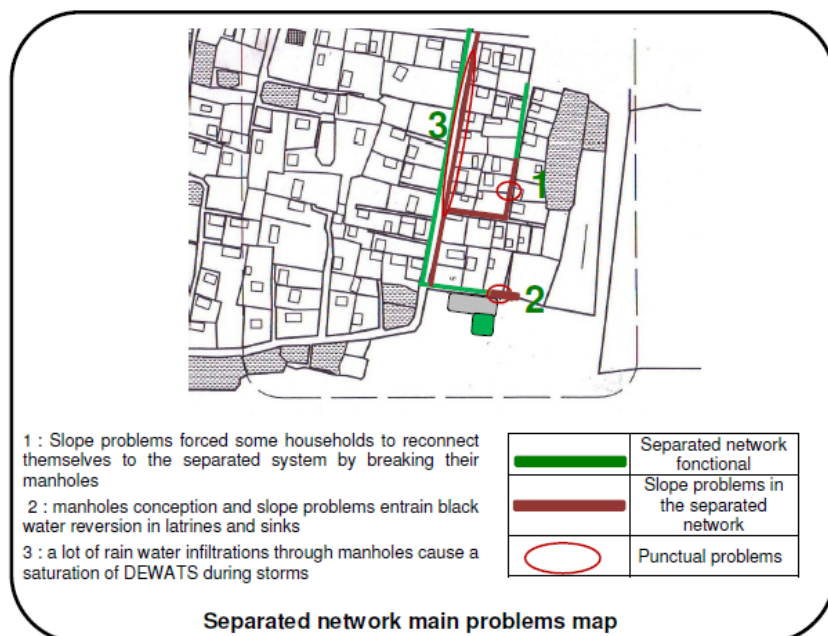 3
1
2
1 : Slope problems forced some households to reconnect
themselves to the separated system by breaking their
manholes
2 : manholes conception and slope problems entrain black
water reversion in latrines and sinks
3 : a lot of rain water infiltrations through manholes cause a
saturation of DEWATS during storms
Separated network
fonctional
Slope problems in
the separated
network
Punctual problems
Separated network main problems map